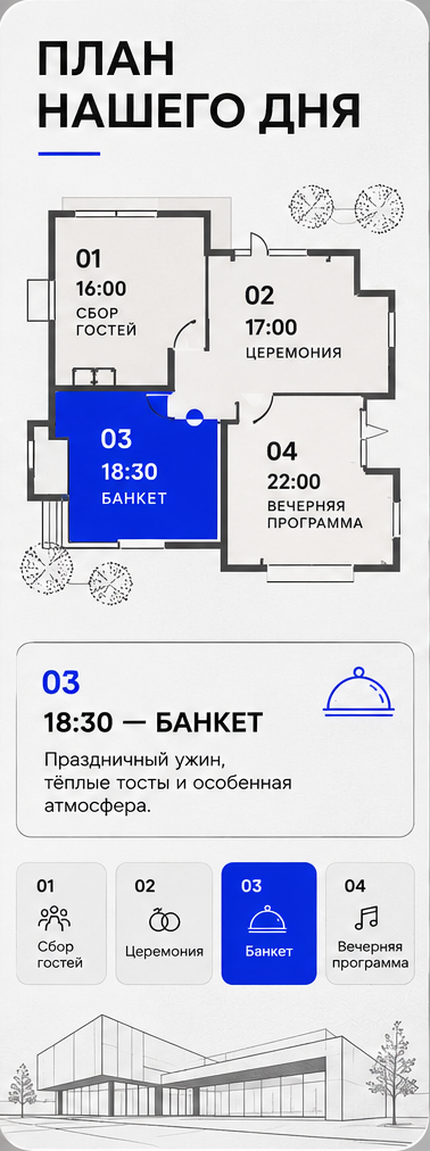 ПЛАН
НАШЕГО ДНЯ
01
16:00
СБОР
ГОСТЕЙ
02
17:00
ЦЕРЕМОНИЯ
03
18:30
БАНКЕТ
04
22:00
ВЕЧЕРНЯЯ
ПРОГРАММА
03
18:30 — БАНКЕТ
Праздничный ужин,
тёплые тосты и особенная
атмосфера.
01
Сбор
гостей
02
Церемония
03
Банкет
04
Вечерняя
программа